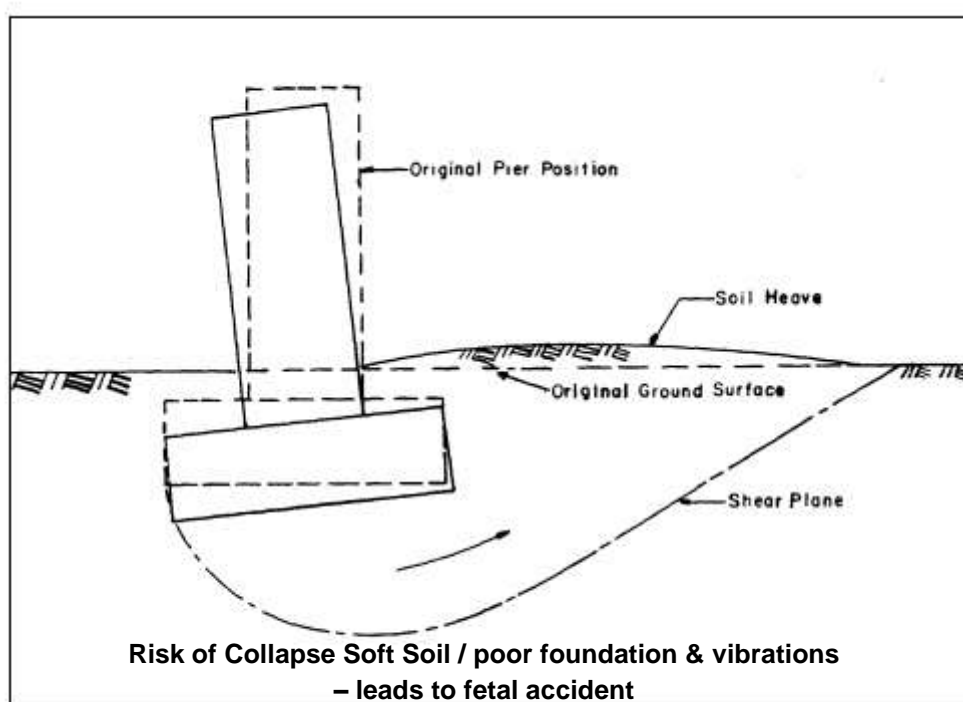 Original Pier Position
Soil Heave
Original Ground Surface
Shear Plane
Risk of Collapse Soft Soil / poor foundation & vibrations
– leads to fetal accident